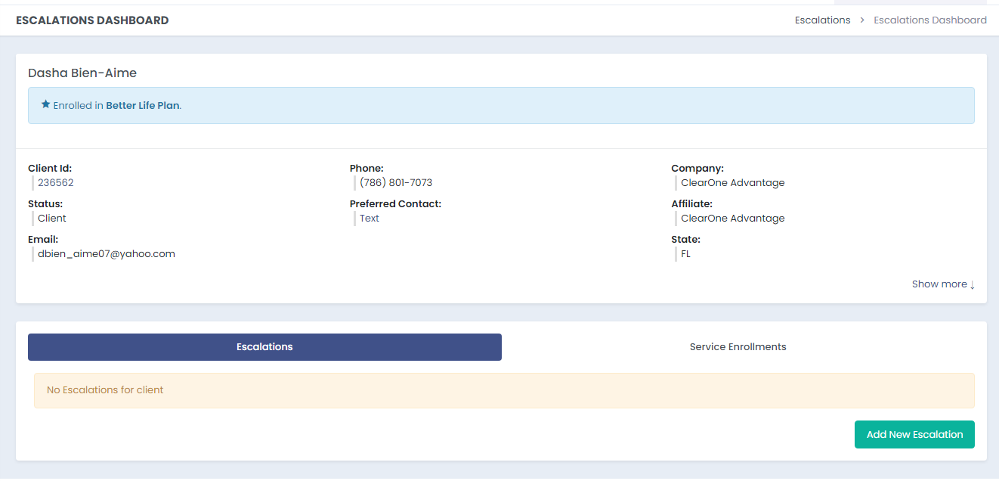 ESCALATIONS DASHBOARD
Escalations > Escalations Dashboard
Dasha Bien-Aime
★ Enrolled in Better Life Plan.
Client Id:
236562
Status:
Client
Email:
dbien_aime07@yahoo.com
Phone:
(786) 801-7073
Preferred Contact:
Text
Company:
ClearOne Advantage
Affiliate:
ClearOne Advantage
State:
FL
Show more ↓
Escalations
Service Enrollments
No Escalations for client
Add New Escalation